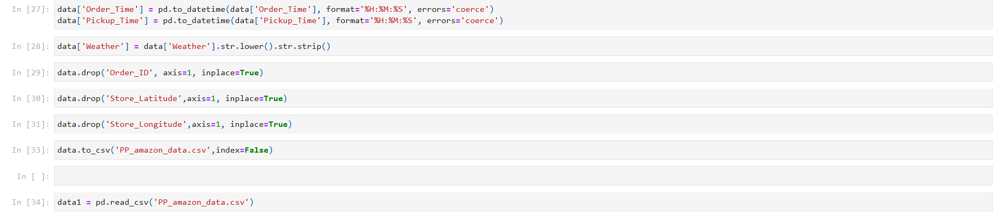 In [27]: data['Order_Time'] = pd.to_datetime(data['Order_Time'], format='%H:%M:%S', errors='coerce')
data['Pickup_Time'] = pd.to_datetime(data['Pickup_Time'], format='%H:%M:%S', errors='coerce')
In [28]: data['Weather'] = data['Weather'].str.lower().str.strip()
In [29]: data.drop('Order_ID', axis=1, inplace=True)
In [30]: data.drop('Store_Latitude',axis=1, inplace=True)
In [31]: data.drop('Store_Longitude',axis=1, inplace=True)
In [33]: data.to_csv('PP_amazon_data.csv',index=False)
In [ ]:
In [34]: data1 = pd.read_csv('PP_amazon_data.csv')